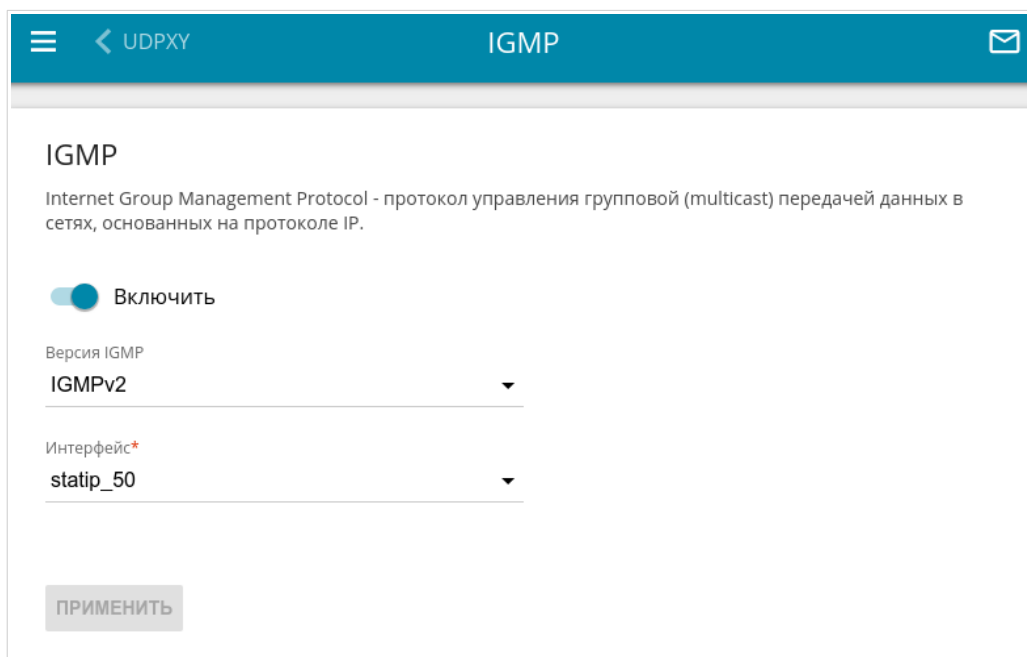 UDPXY
IGMP
IGMP
Internet Group Management Protocol - протокол управления групповой (multicast) передачей данных в
сетях, основанных на протоколе IP.
Включить
Версия IGMP
IGMPv2
Интерфейс*
statip_50
ПРИМЕНИТЬ